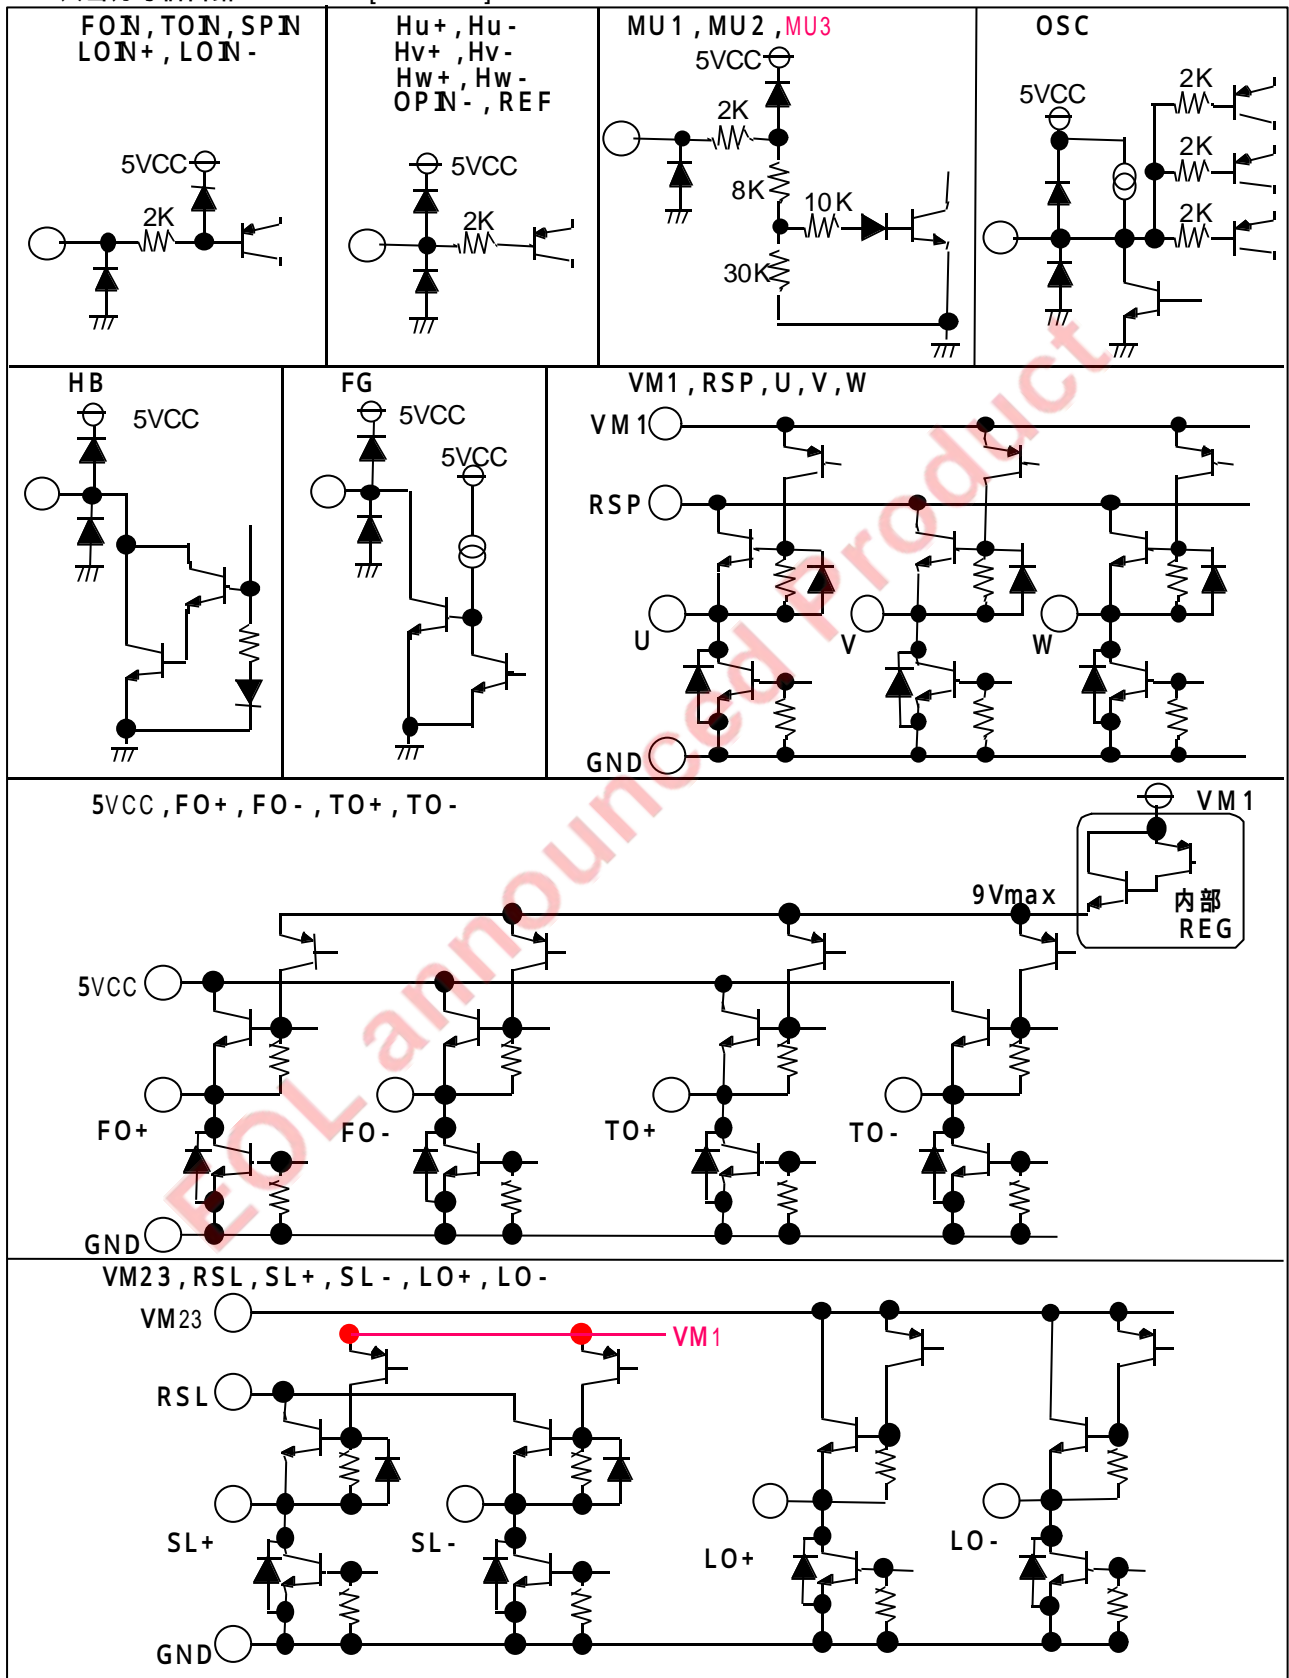 FOIN, TOIN, SPIN
LOIN+, LOIN-
5VCC
2K
Hu+, Hu-
Hv+, Hv-
Hw+, Hw-
OPIN-, REF
5VCC
2K
MU1, MU2, MU3
5VCC
2K
8K
10K
30K
OSC
5VCC
2K
2K
2K
HB
5VCC
FG
5VCC
5VCC
VM1, RSP, U, V, W
VM1
RSP
U
V
W
GND
5VCC, FO+, FO-, TO+, TO-
VM1
9Vmax
内部
REG
5VCC
FO+
FO-
TO+
TO-
GND
VM23, RSL, SL+, SL-, LO+, LO-
VM23
VM1
RSL
SL+
SL-
LO+
LO-
GND
EOL announced Product